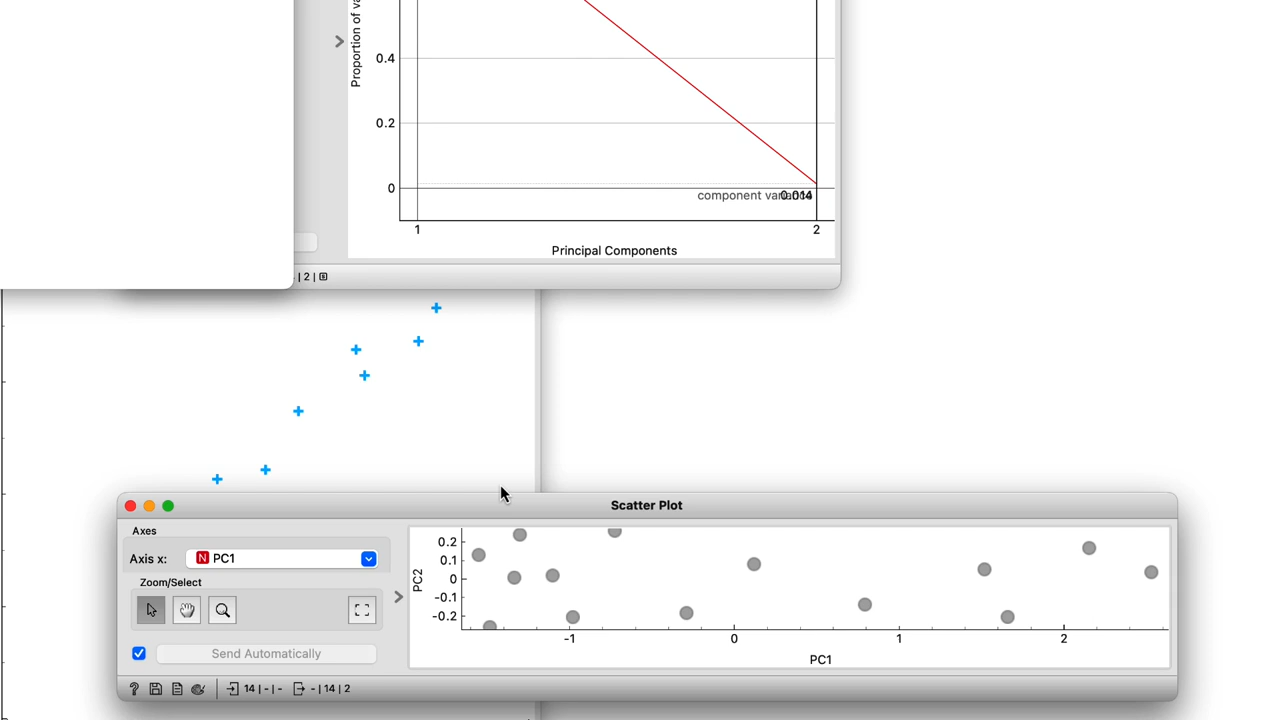 Proportion of va
0.4
0.2
0
component variance
0.014
1
2
Principal Components
| 2 |
Scatter Plot
Axes
Axis x:
N PC1
Zoom/Select
Send Automatically
PC2
0.2
0.1
0
-0.1
-0.2
-1
0
1
2
PC1
? 14 | - | - - | 14 | 2